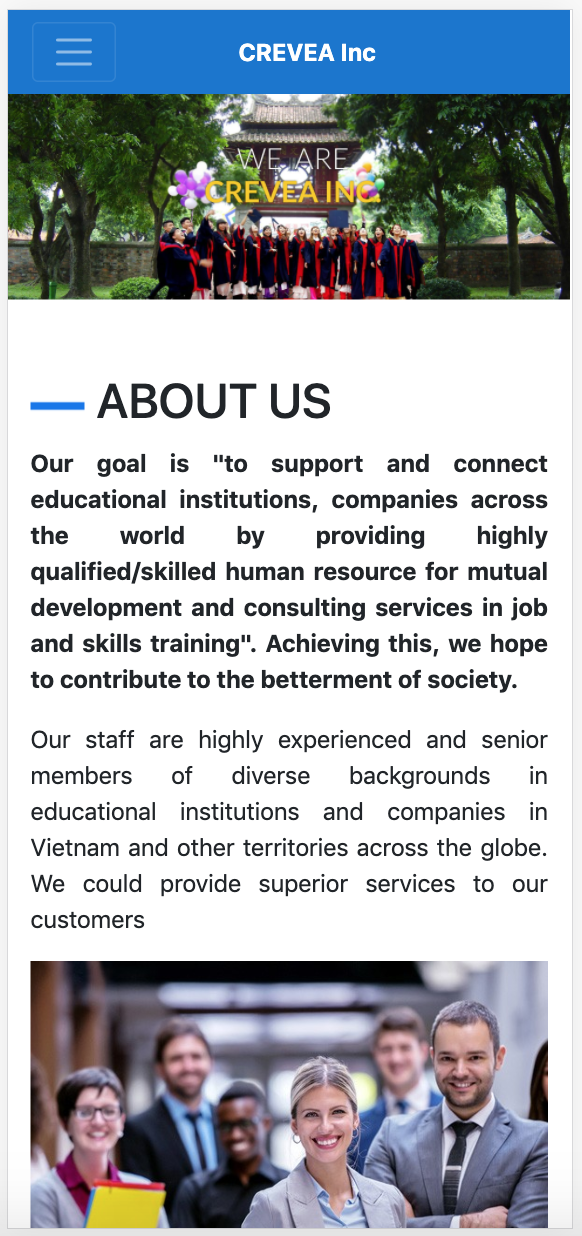 CREVEA Inc
WE ARE
CREVEA INC.
ABOUT US
Our goal is "to support and connect
educational institutions, companies across
the world by providing highly
qualified/skilled human resource for mutual
development and consulting services in job
and skills training". Achieving this, we hope
to contribute to the betterment of society.
Our staff are highly experienced and senior
members of diverse backgrounds in
educational institutions and companies in
Vietnam and other territories across the globe.
We could provide superior services to our
customers